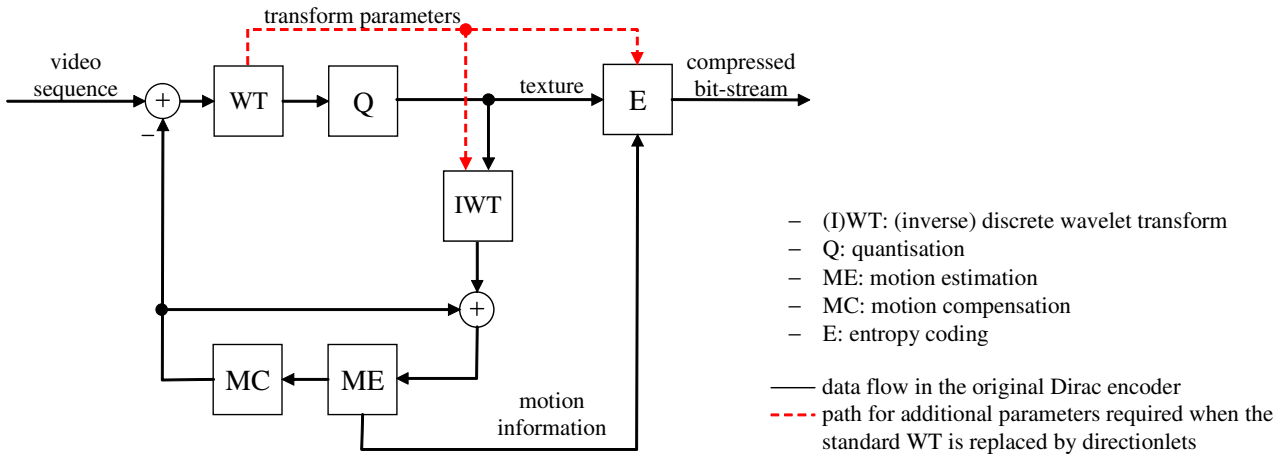 transform parameters
video
sequence
+
−
WT
Q
texture
E
compressed
bit-stream
IWT
+
MC
ME
motion
information
− (I)WT: (inverse) discrete wavelet transform
− Q: quantisation
− ME: motion estimation
− MC: motion compensation
− E: entropy coding
data flow in the original Dirac encoder
path for additional parameters required when the
standard WT is replaced by directionlets